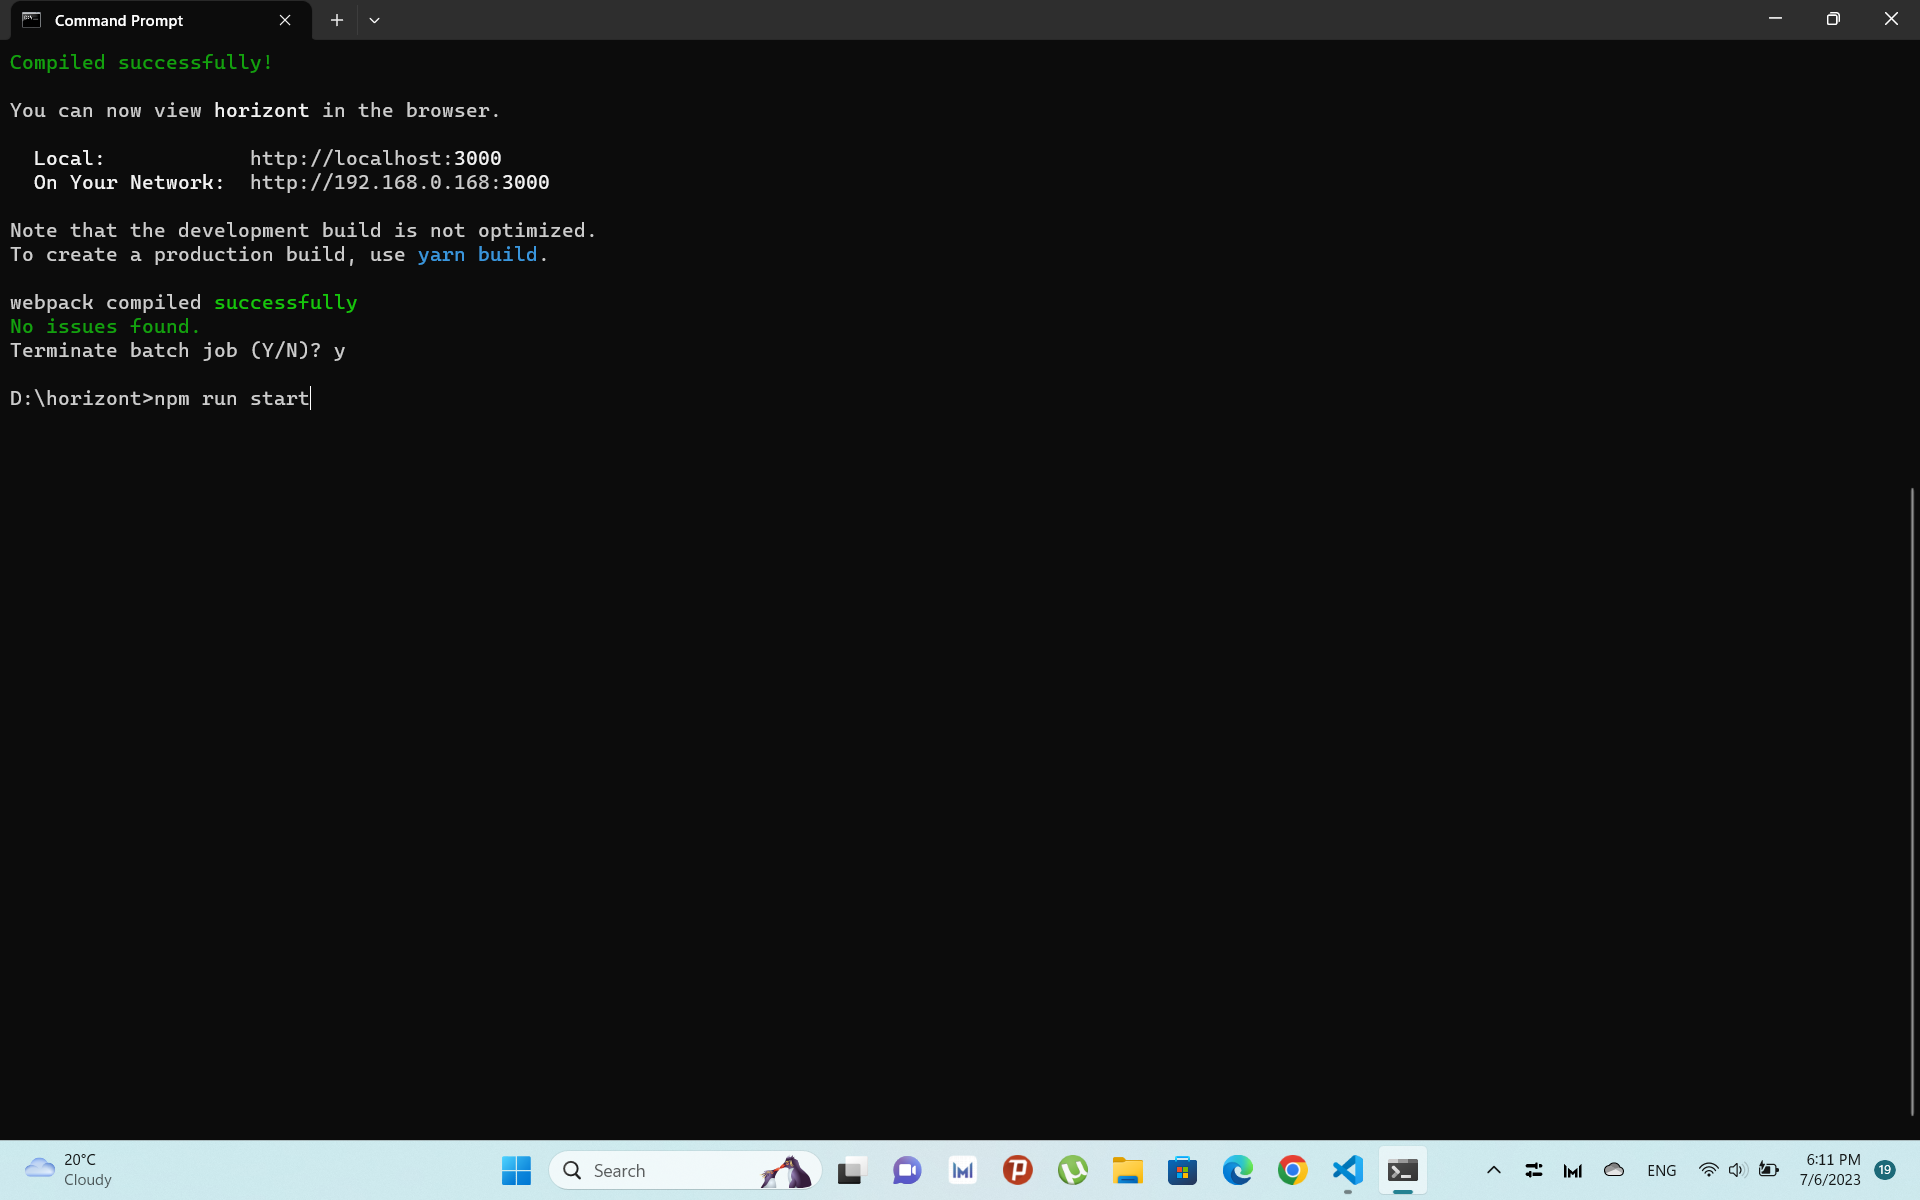 Command Prompt
Compiled successfully!
You can now view horizont in the browser.
Local: http://localhost:3000
On Your Network: http://192.168.0.168:3000
Note that the development build is not optimized.
To create a production build, use yarn build.
webpack compiled successfully
No issues found.
Terminate batch job (Y/N)? y
D:\horizont>npm run start
20°C
Cloudy
Search
ENG
6:11 PM
7/6/2023
19